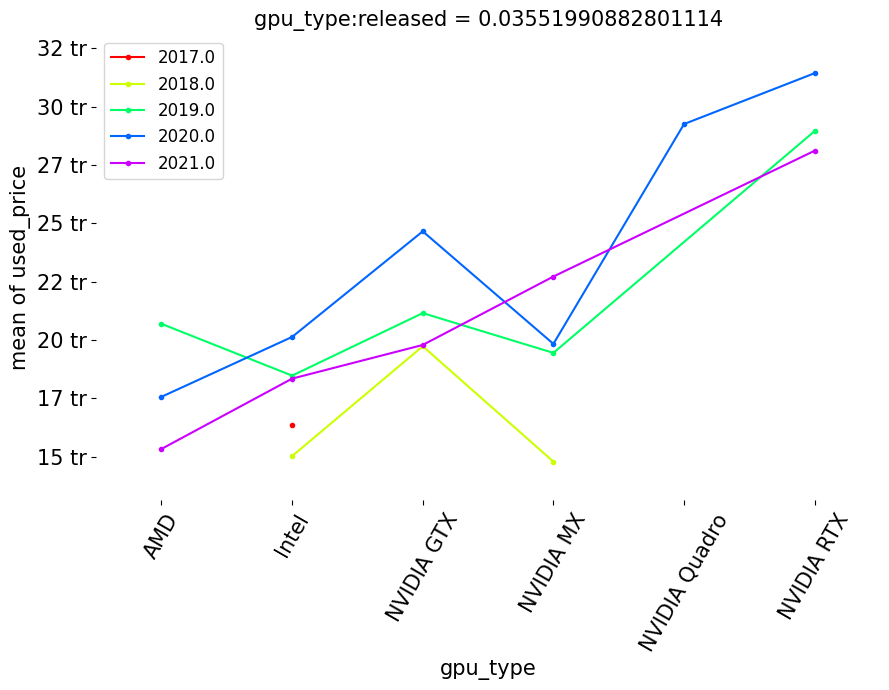 gpu_type:released = 0.03551990882801114
2017.0
2018.0
2019.0
2020.0
2021.0
mean of used_price
32 tr
30 tr
27 tr
25 tr
22 tr
20 tr
17 tr
15 tr
AMD
Intel
NVIDIA GTX
NVIDIA MX
NVIDIA Quadro
NVIDIA RTX
gpu_type